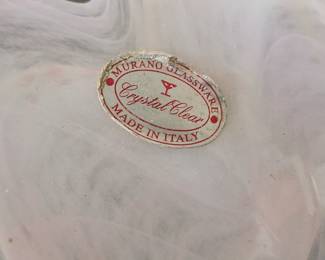 MURANO GLASSWARE
Crystal Clear
MADE IN ITALY